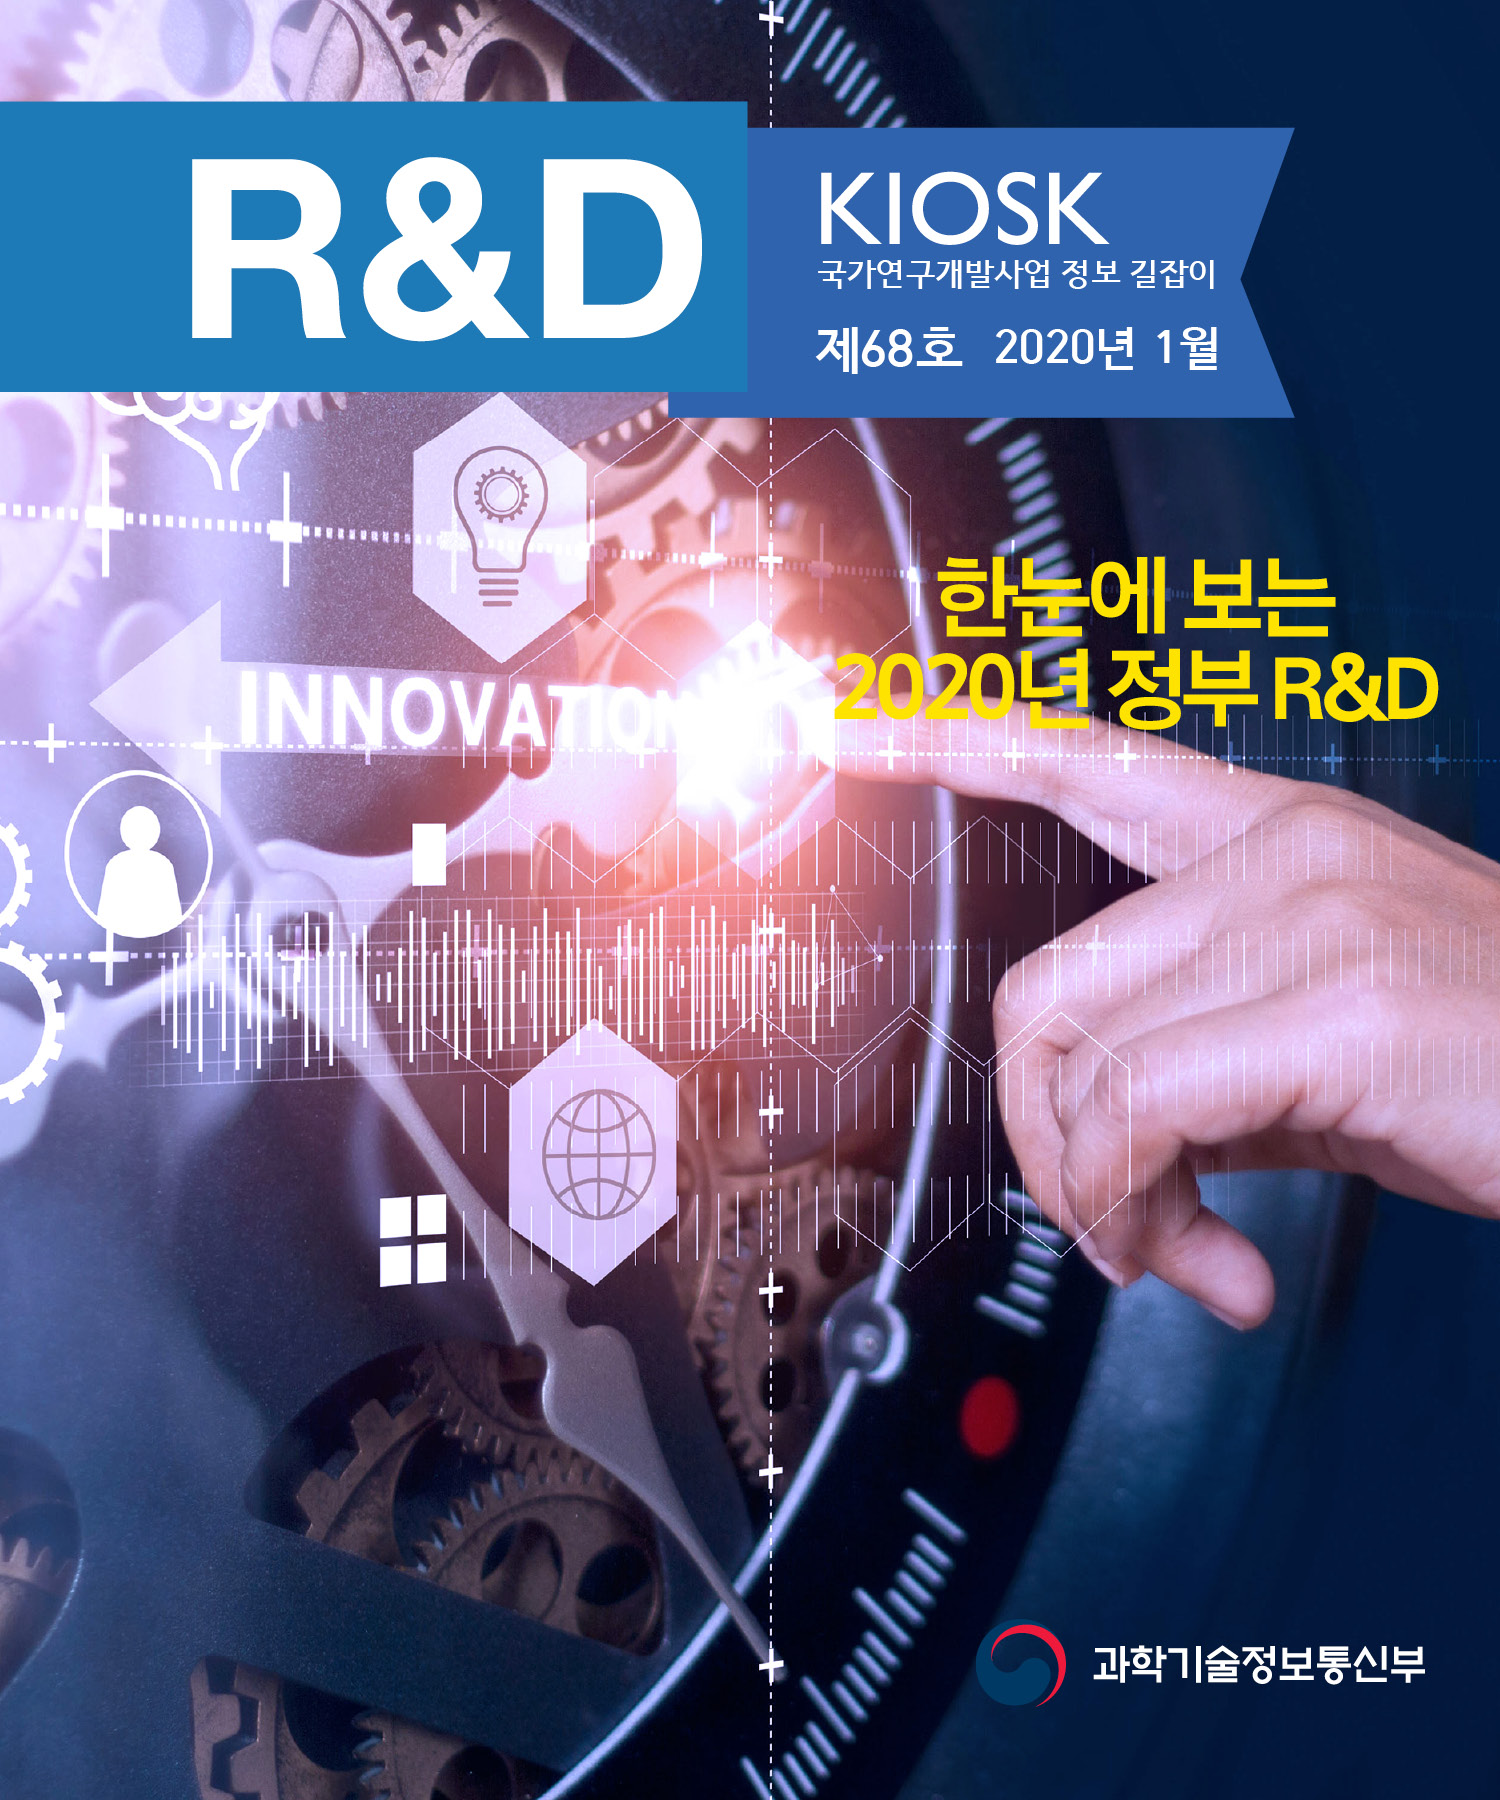 R&D
KIOSK
국가연구개발사업 정보 길잡이
제68호 2020년 1월
한눈에 보는
2020년 정부 R&D
INNOVATION
과학기술정보통신부